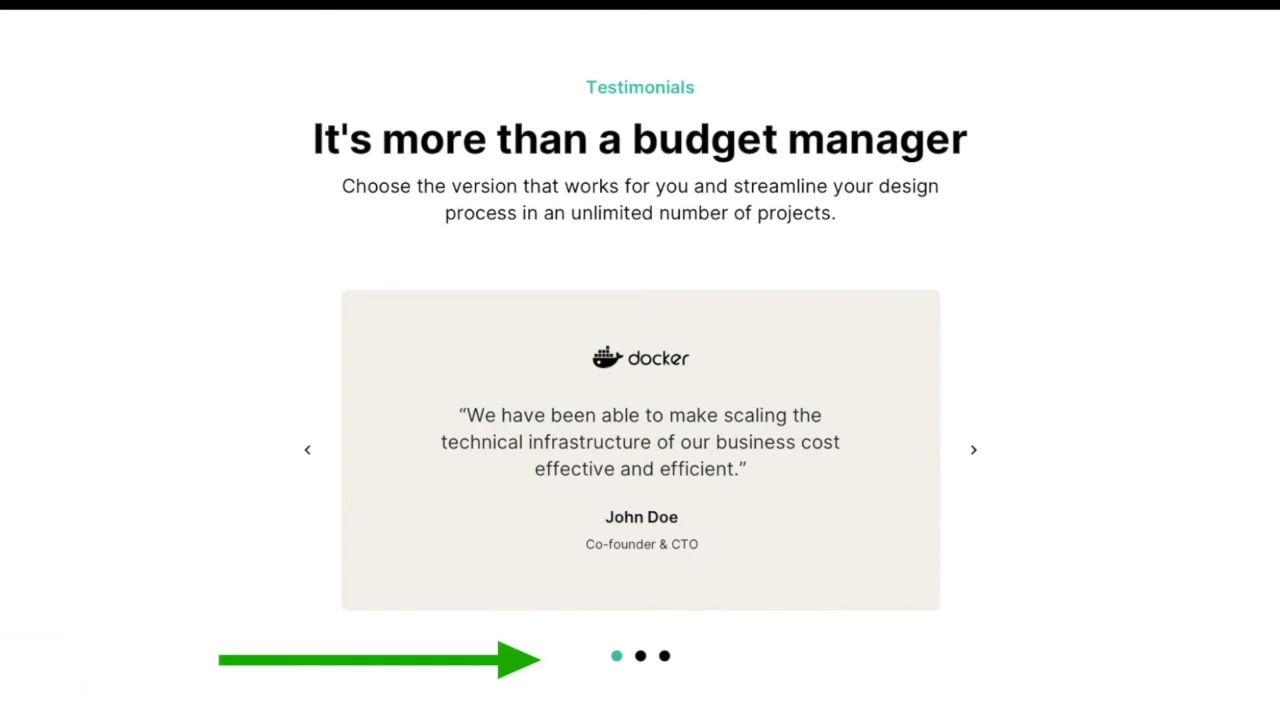 Testimonials
It's more than a budget manager
Choose the version that works for you and streamline your design
process in an unlimited number of projects.
docker
“We have been able to make scaling the
technical infrastructure of our business cost
effective and efficient.”
John Doe
Co-founder & CTO